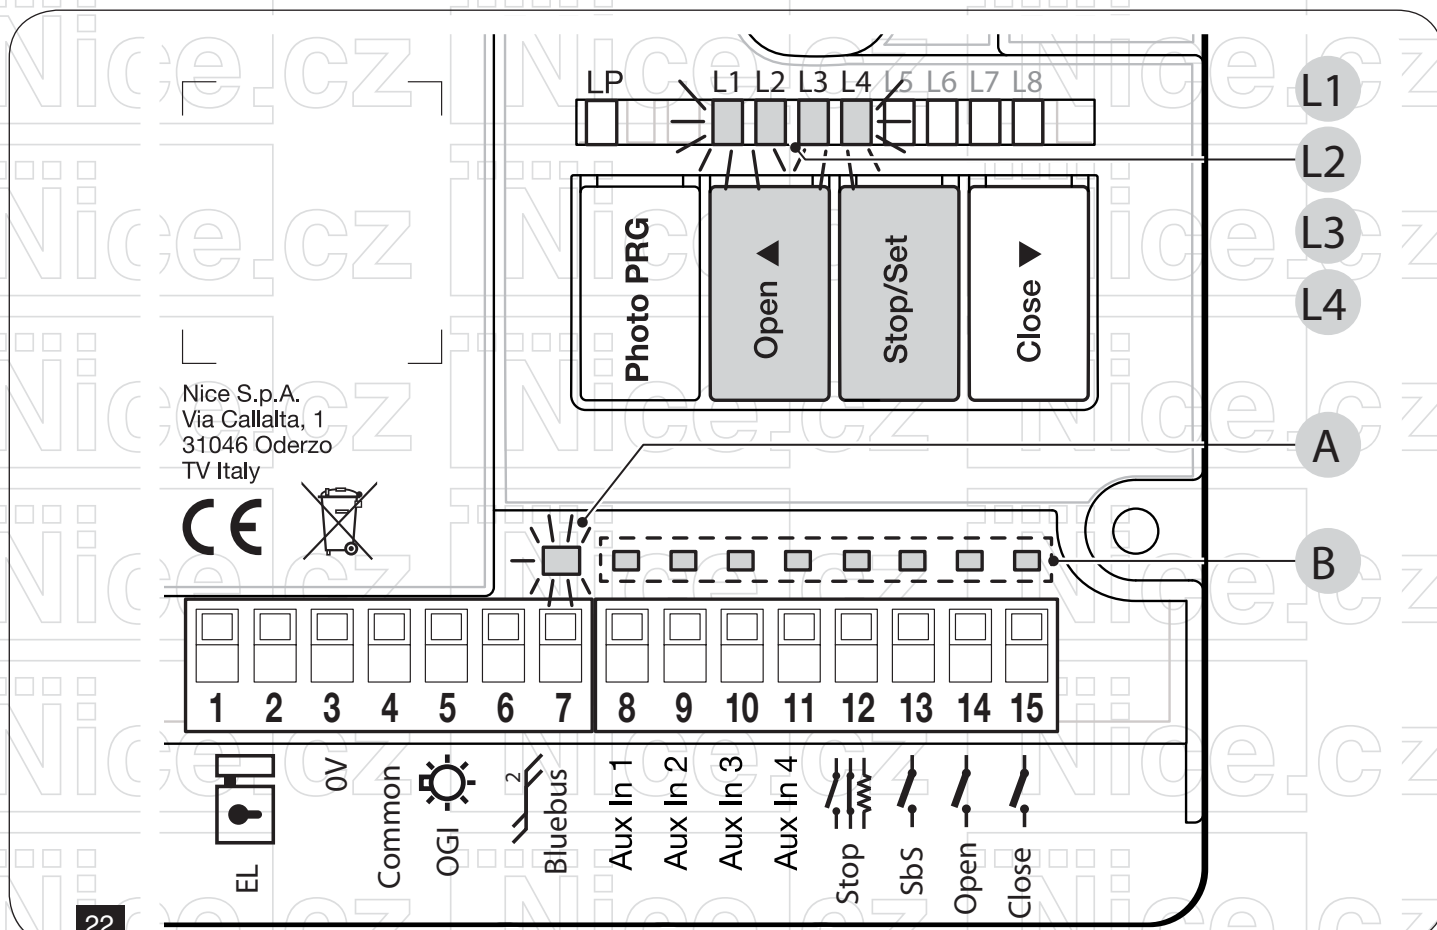 LP L1 L2 L3 L4 L5 L6 L7 L8
L1
L2
L3
L4
Photo PRG
Open ▲
Stop/Set
Close ▼
Nice S.p.A.
Via Callalta, 1
31046 Oderzo
TV Italy
CE
A
B
1 2 3 4 5 6 7 8 9 10 11 12 13 14 15
EL
0V
Common
OGI
2
Bluebus
Aux In 1
Aux In 2
Aux In 3
Aux In 4
Stop
SbS
Open
Close
22
Nice.cz